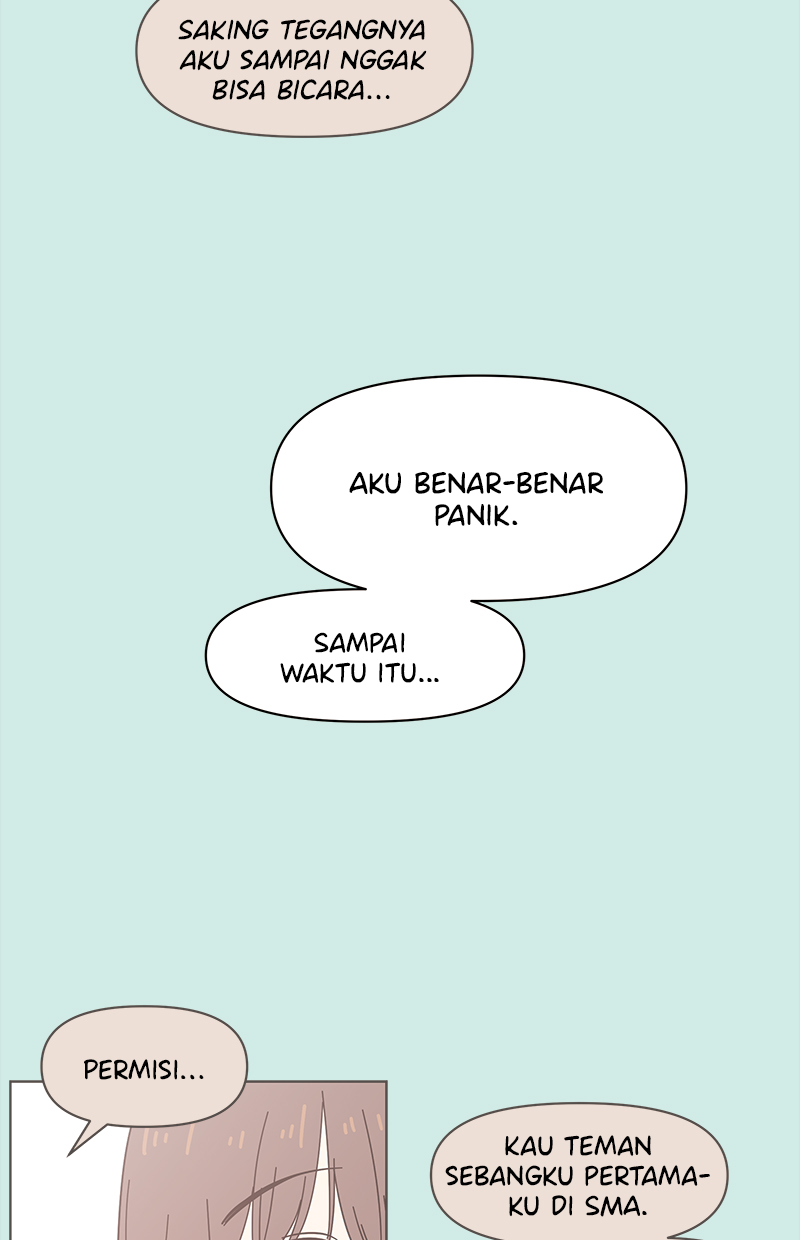 SAKING TEGANGNYA
AKU SAMPAI NGGAK
BISA BICARA...
AKU BENAR-BENAR
PANIK.
SAMPAI
WAKTU ITU...
PERMISI...
KAU TEMAN
SEBANGKU PERTAMA-
KU DI SMA.